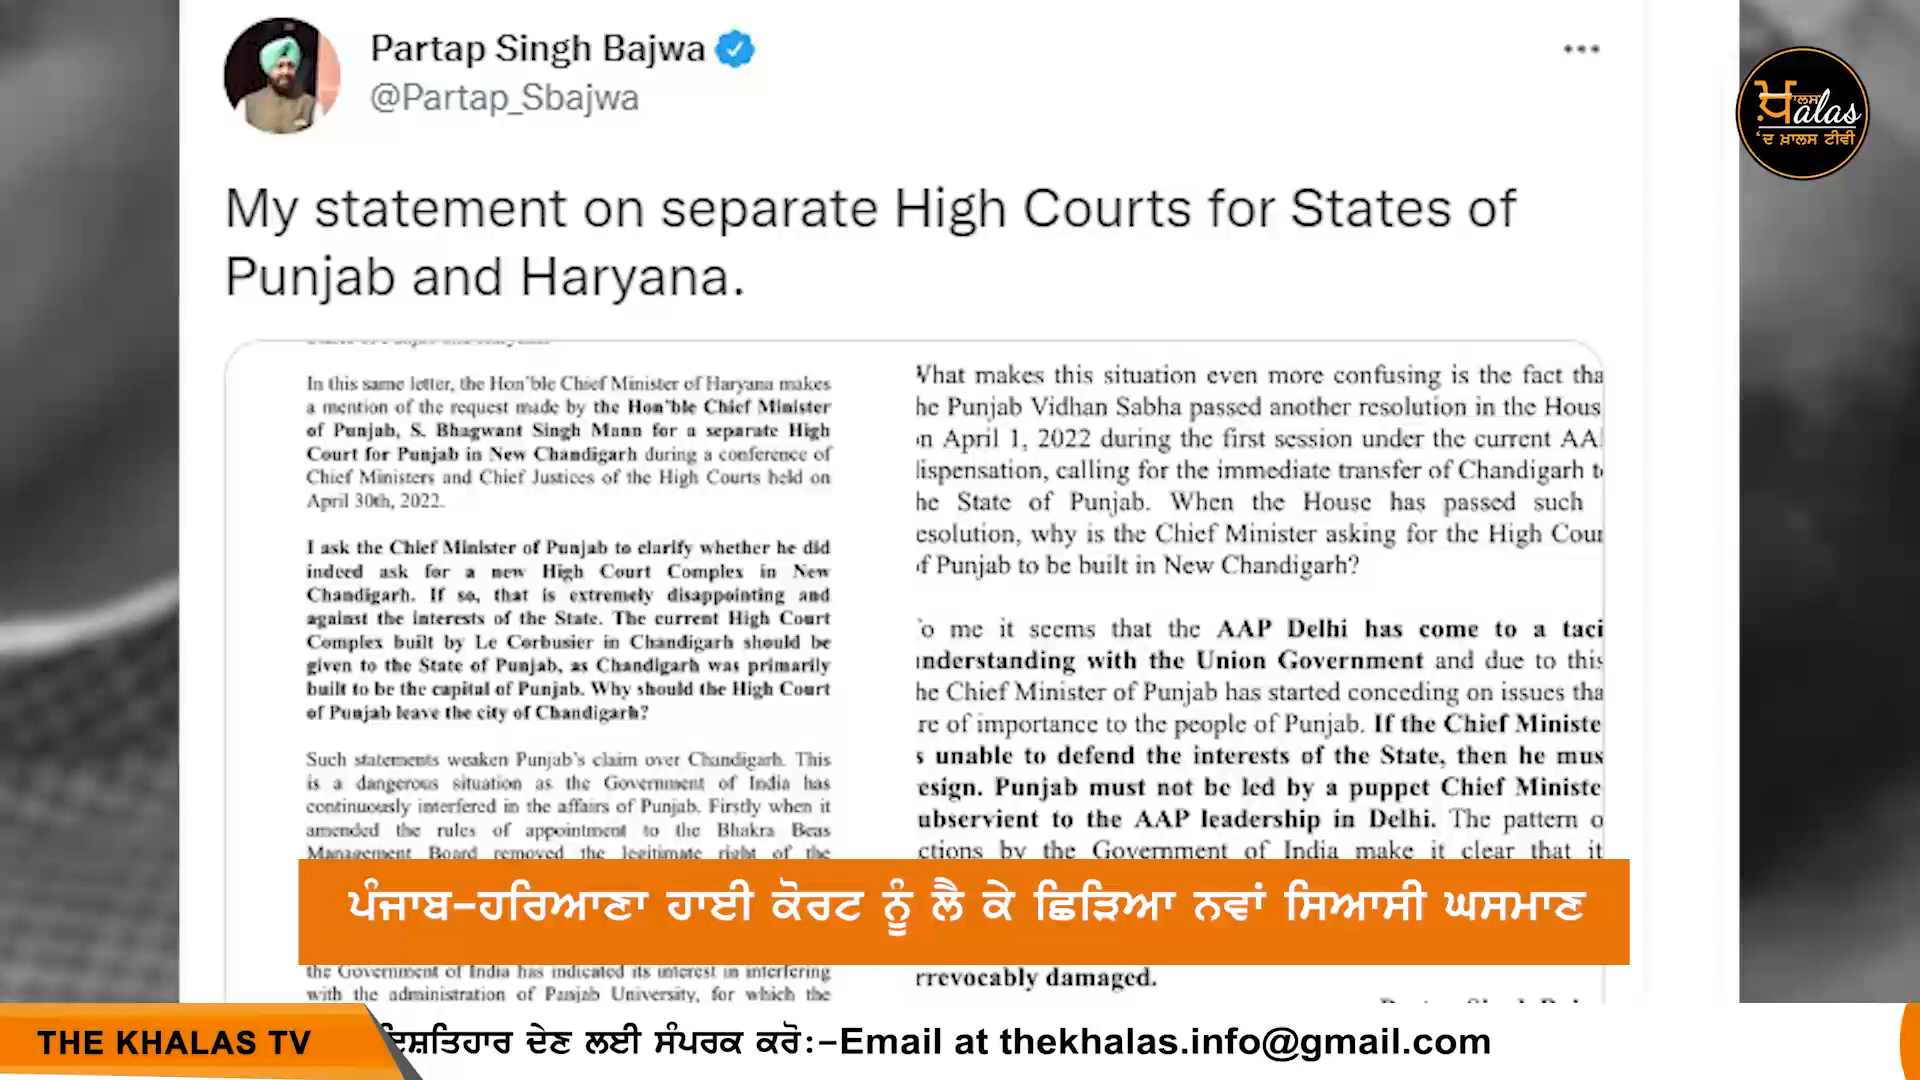 Partap Singh Bajwa
@Partap_Sbajwa
ਖ਼ਾਲਸ
alas
'ਦ ਖ਼ਾਲਸ ਟੀਵੀ
My statement on separate High Courts for States of
Punjab and Haryana.
In this same letter, the Hon'ble Chief Minister of Haryana makes
a mention of the request made by the Hon'ble Chief Minister
of Punjab, S. Bhagwant Singh Mann for a separate High
Court for Punjab in New Chandigarh during a conference of
Chief Ministers and Chief Justices of the High Courts held on
April 30th, 2022.
I ask the Chief Minister of Punjab to clarify whether he did
indeed ask for a new High Court Complex in New
Chandigarh. If so, that is extremely disappointing and
against the interests of the State. The current High Court
Complex built by Le Corbusier in Chandigarh should be
given to the State of Punjab, as Chandigarh was primarily
built to be the capital of Punjab. Why should the High Court
of Punjab leave the city of Chandigarh?
Such statements weaken Punjab's claim over Chandigarh. This
is a dangerous situation as the Government of India has
continuously interfered in the affairs of Punjab. Firstly when it
amended the rules of appointment to the Bhakra Beas
Management Board removed the legitimate right of the
the Government of India has indicated its interest in interfering
with the administration of Panjab University, for which the
What makes this situation even more confusing is the fact tha
he Punjab Vidhan Sabha passed another resolution in the Hous
n April 1, 2022 during the first session under the current AA
lispensation, calling for the immediate transfer of Chandigarh t
he State of Punjab. When the House has passed such
esolution, why is the Chief Minister asking for the High Cour
f Punjab to be built in New Chandigarh?
o me it seems that the AAP Delhi has come to a taci
nderstanding with the Union Government and due to this
he Chief Minister of Punjab has started conceding on issues tha
re of importance to the people of Punjab. If the Chief Ministe
s unable to defend the interests of the State, then he mus
esign. Punjab must not be led by a puppet Chief Ministe
ubservient to the AAP leadership in Delhi. The pattern o
ctions by the Government of India make it clear that it
rrevocably damaged.
ਪੰਜਾਬ-ਹਰਿਆਣਾ ਹਾਈ ਕੋਰਟ ਨੂੰ ਲੈ ਕੇ ਛਿੜਿਆ ਨਵਾਂ ਸਿਆਸੀ ਘਸਮਾਣ
THE KHALAS TV
ਇਸ਼ਤਿਹਾਰ ਦੇਣ ਲਈ ਸੰਪਰਕ ਕਰੋ:-Email at thekhalas.info@gmail.com